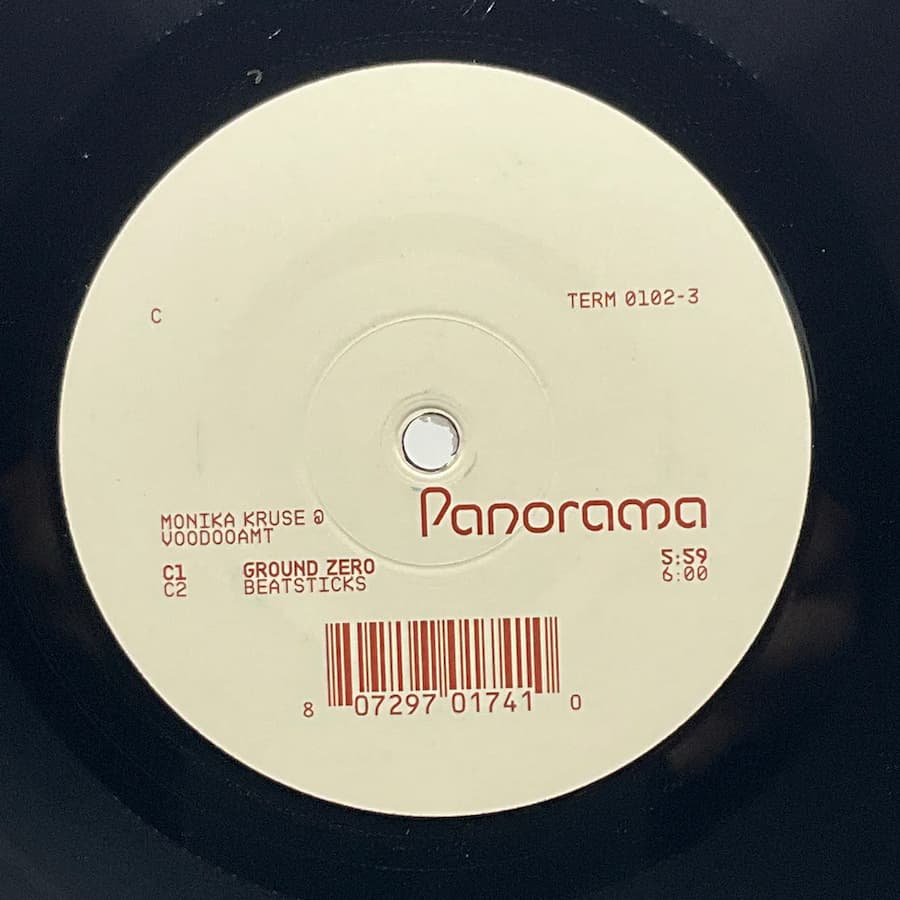 C
TERM 0102-3
Panorama
MONIKA KRUSE @
VOODOOAMT
C1 GROUND ZERO 5:59
C2 BEATSTICKS 6:00
8 07297 01741 0